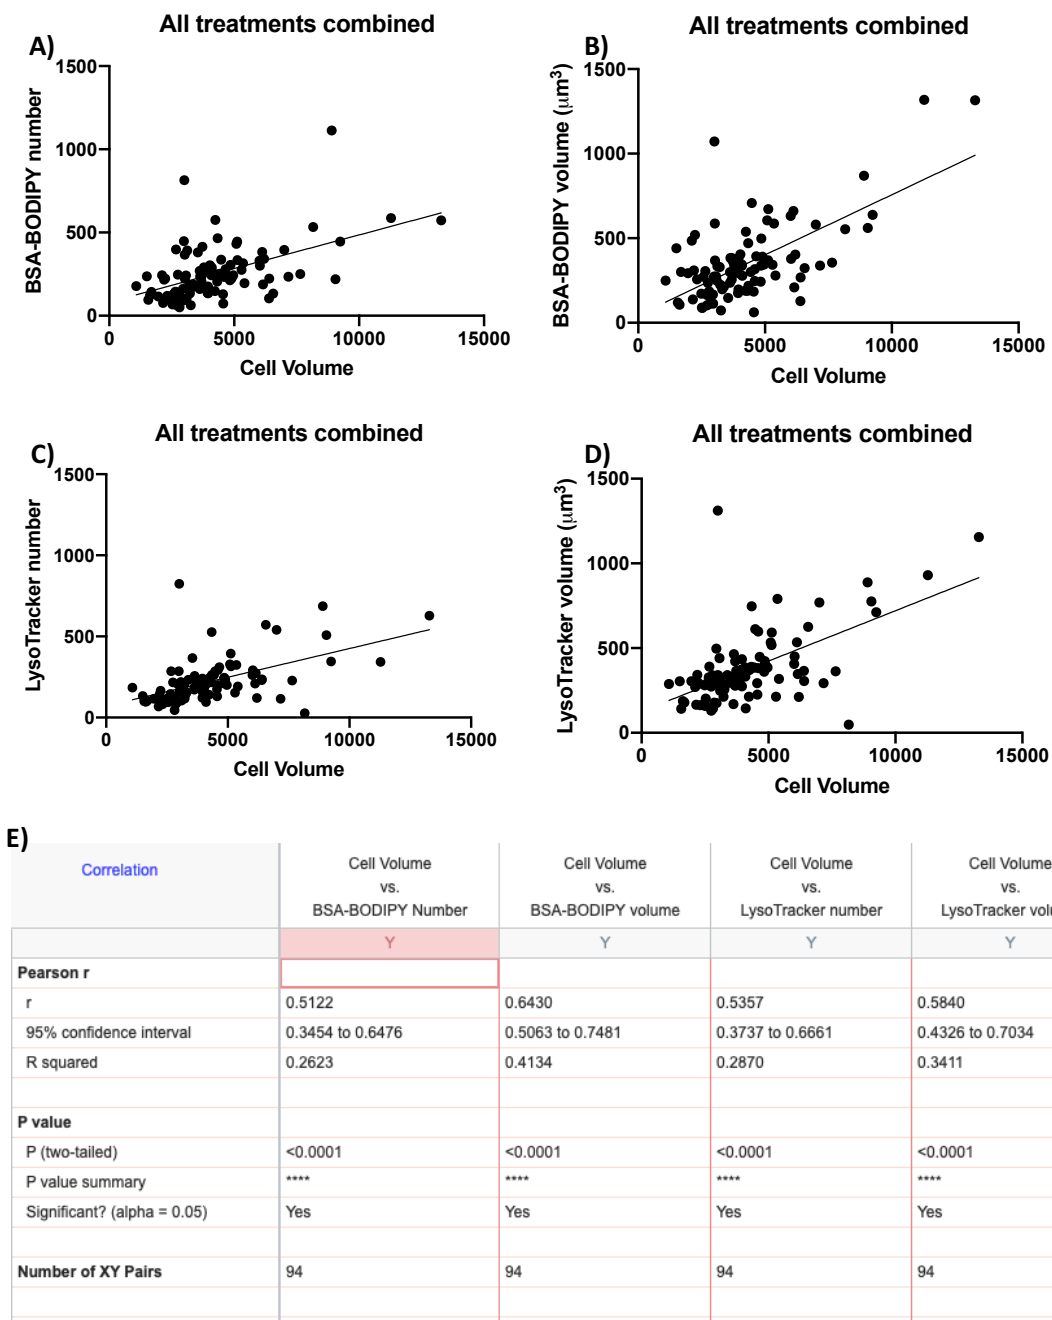 All treatments combined
A)
BSA-BODIPY number
1500
1000
500
0
0 5000 10000 15000
Cell Volume
All treatments combined
B)
BSA-BODIPY volume (μm³)
1500
1000
500
0
0 5000 10000 15000
Cell Volume
All treatments combined
C)
LysoTracker number
1500
1000
500
0
0 5000 10000 15000
Cell Volume
All treatments combined
D)
LysoTracker volume (μm³)
1500
1000
500
0
0 5000 10000 15000
Cell Volume
E)
Correlation
Cell Volume
vs.
BSA-BODIPY Number
Cell Volume
vs.
BSA-BODIPY volume
Cell Volume
vs.
LysoTracker number
Cell Volume
vs.
LysoTracker volu
Y Y Y Y
Pearson r
r 0.5122 0.6430 0.5357 0.5840
95% confidence interval 0.3454 to 0.6476 0.5063 to 0.7481 0.3737 to 0.6661 0.4326 to 0.7034
R squared 0.2623 0.4134 0.2870 0.3411
P value
P (two-tailed) <0.0001 <0.0001 <0.0001 <0.0001
P value summary **** **** **** ****
Significant? (alpha = 0.05) Yes Yes Yes Yes
Number of XY Pairs 94 94 94 94